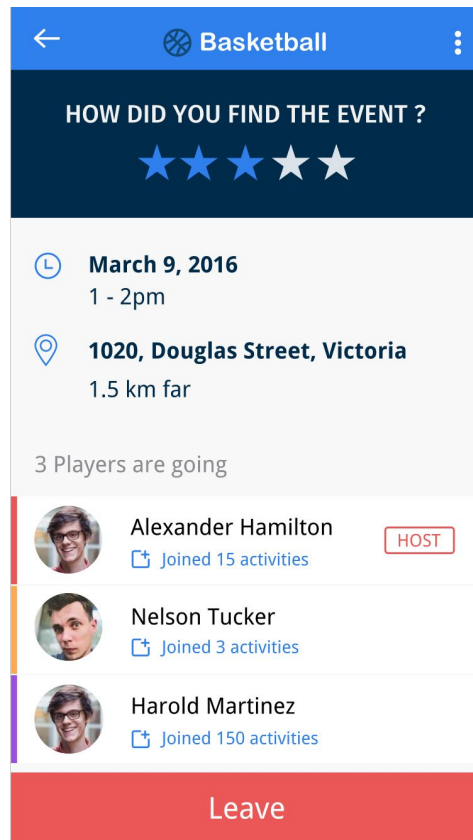 Basketball
HOW DID YOU FIND THE EVENT ?
March 9, 2016
1 - 2pm
1020, Douglas Street, Victoria
1.5 km far
3 Players are going
Alexander Hamilton
HOST
Joined 15 activities
Nelson Tucker
Joined 3 activities
Harold Martinez
Joined 150 activities
Leave